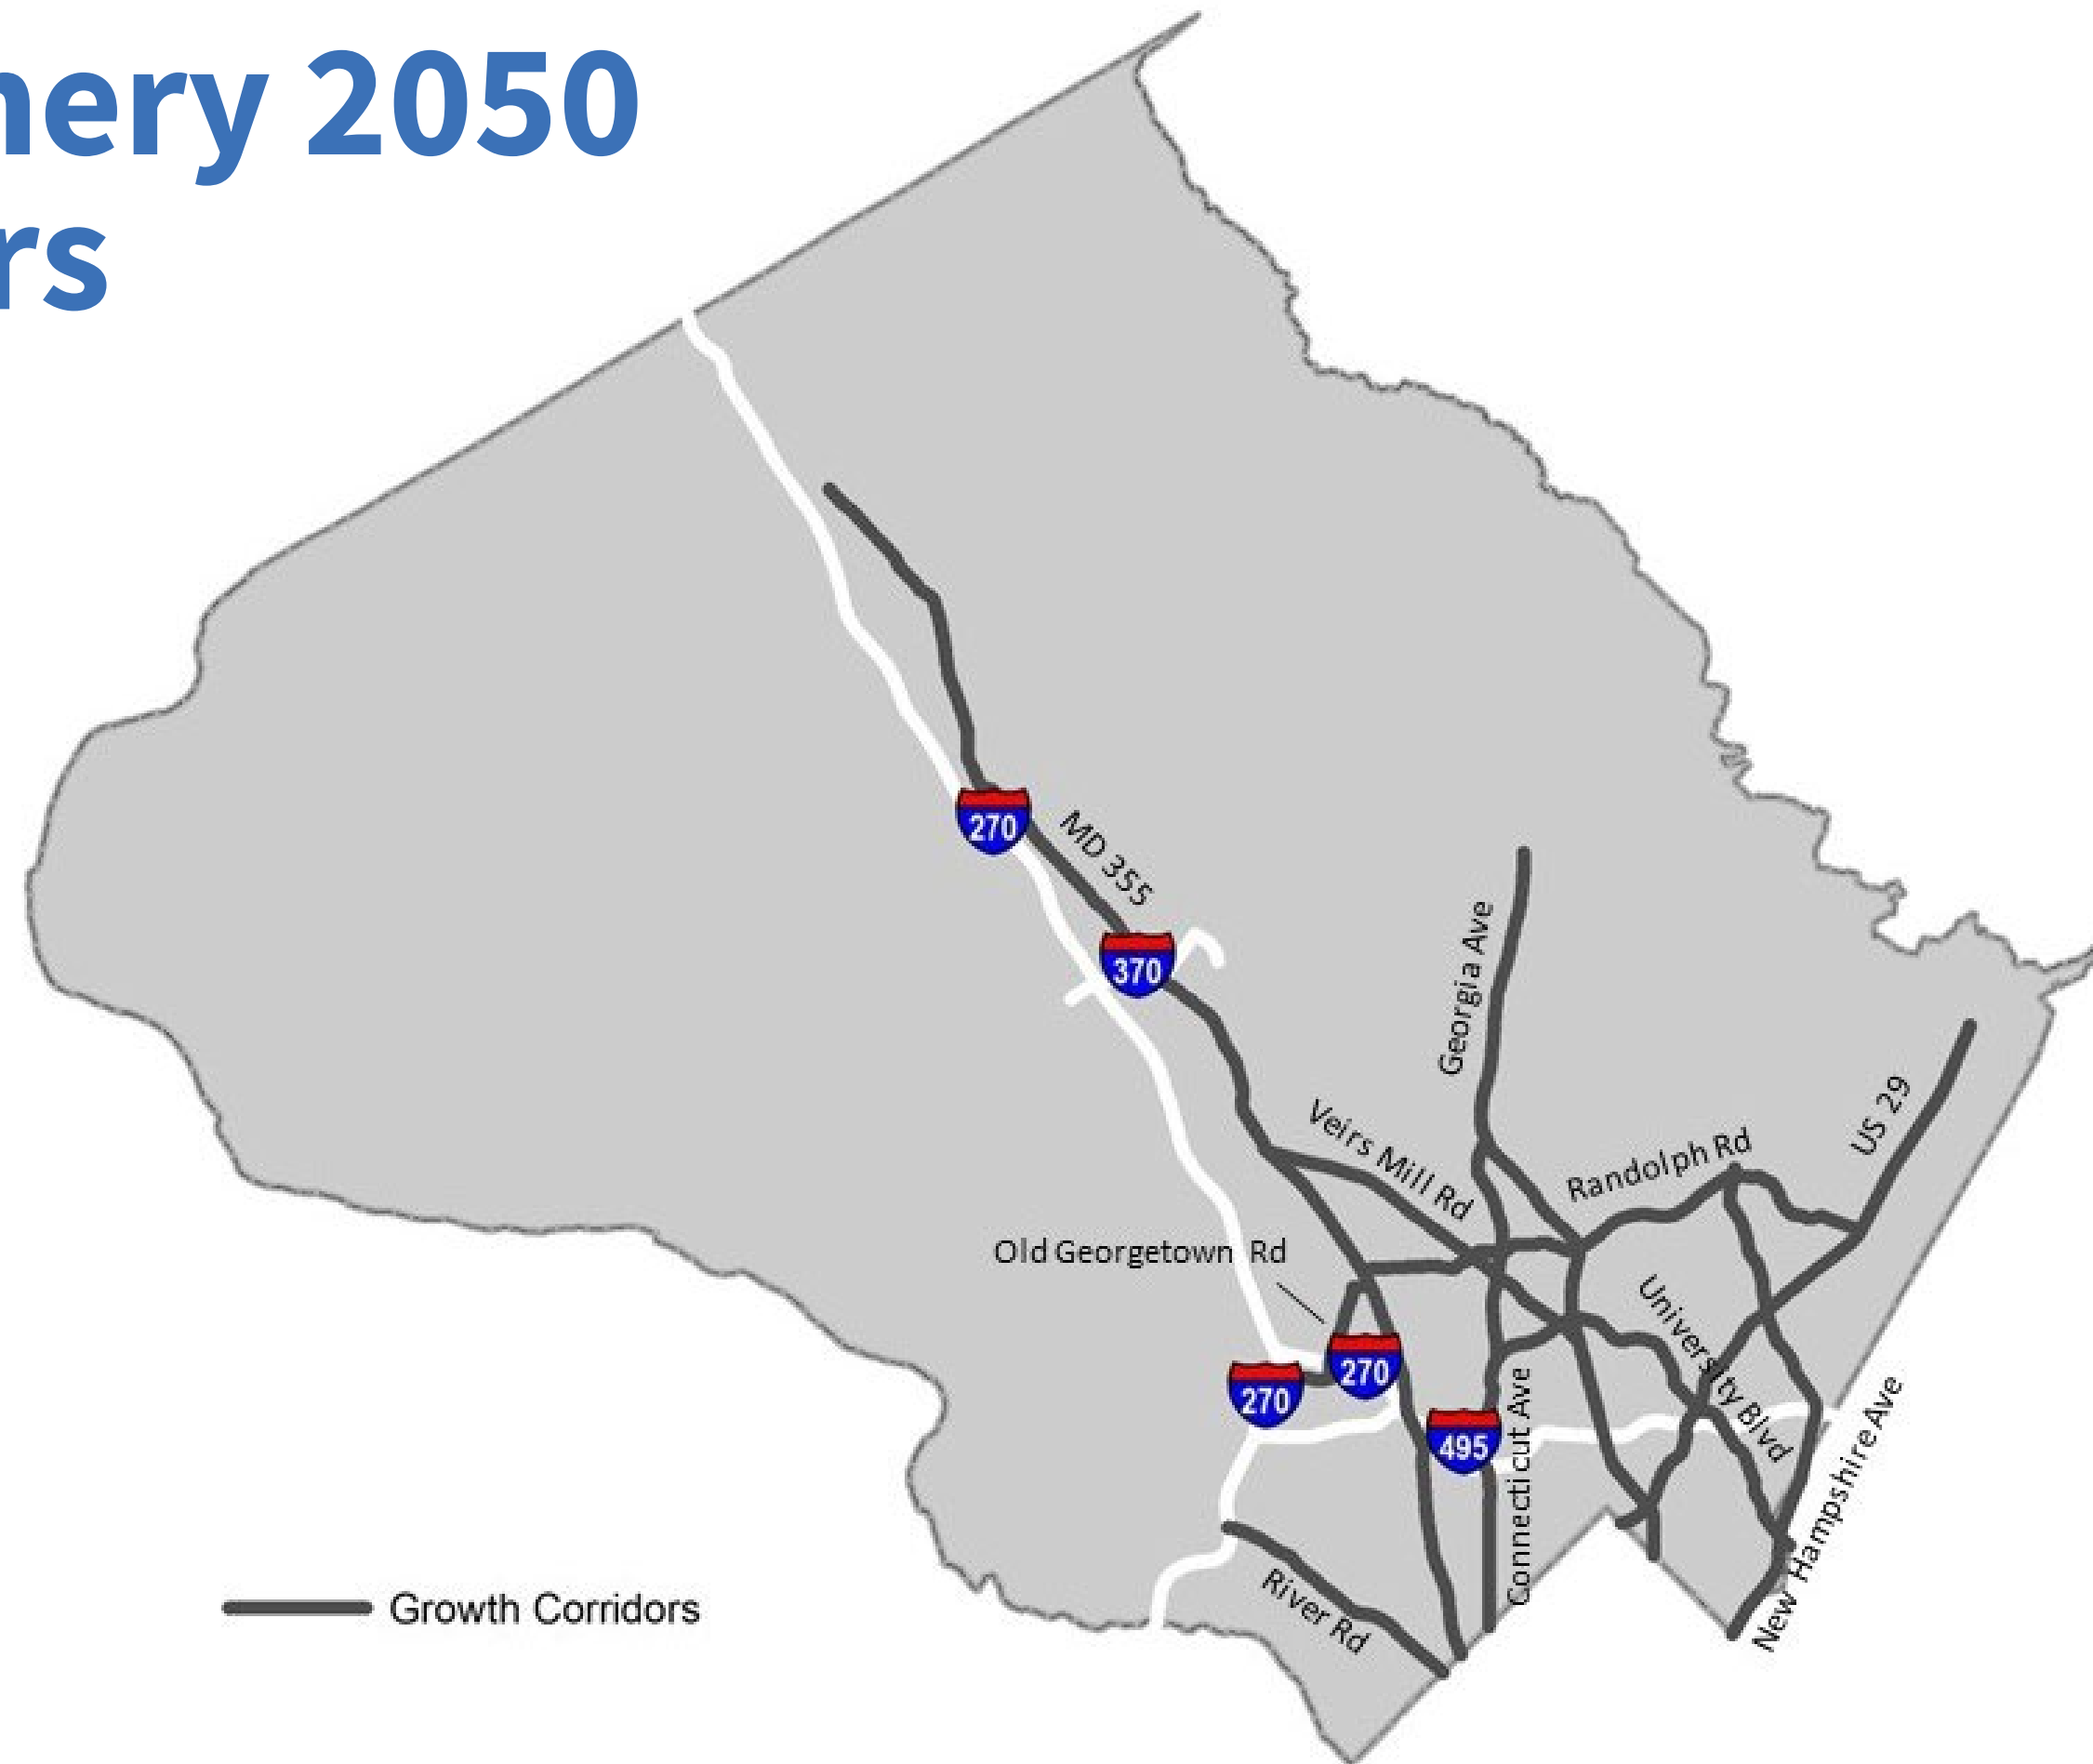 nery 2050
rs
270
MD 355
370
Georgia Ave
US 29
Veirs Mill Rd
Randolph Rd
Old Georgetown Rd
University Blvd
270
270
495
Connecticut Ave
New Hampshire Ave
River Rd
Growth Corridors